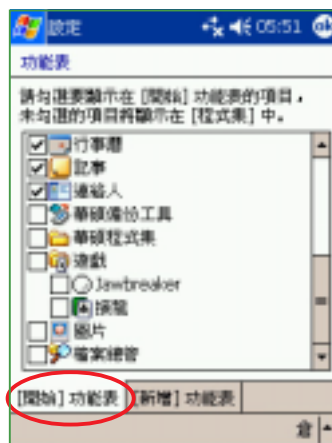 設定 05:51 ok
功能表
請勾選要顯示在 [開始] 功能表的項目，
未勾選的項目將顯示在 [程式集] 中。
行事曆
記事
連絡人
華碩備份工具
華碩程式集
遊戲
Jawbreaker
接龍
圖片
檔案總管
[開始] 功能表 [新增] 功能表
倉